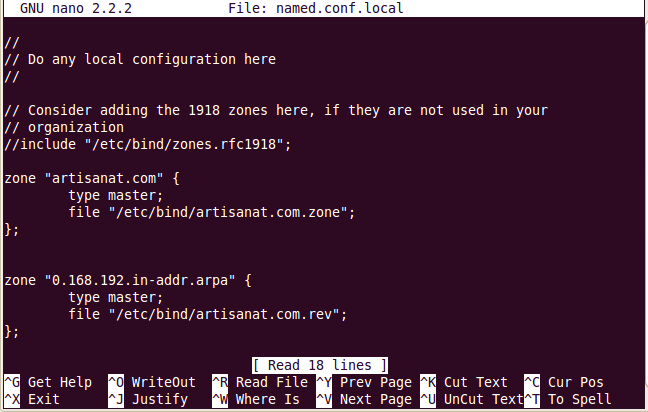 GNU nano 2.2.2 File: named.conf.local
//
// Do any local configuration here
//
// Consider adding the 1918 zones here, if they are not used in your
// organization
//include "/etc/bind/zones.rfc1918";
zone "artisanat.com" {
type master;
file "/etc/bind/artisanat.com.zone";
};
zone "0.168.192.in-addr.arpa" {
type master;
file "/etc/bind/artisanat.com.rev";
};
[ Read 18 lines ]
^G Get Help ^O WriteOut ^R Read File ^Y Prev Page ^K Cut Text ^C Cur Pos
^X Exit ^J Justify ^W Where Is ^V Next Page ^U UnCut Text ^T To Spell